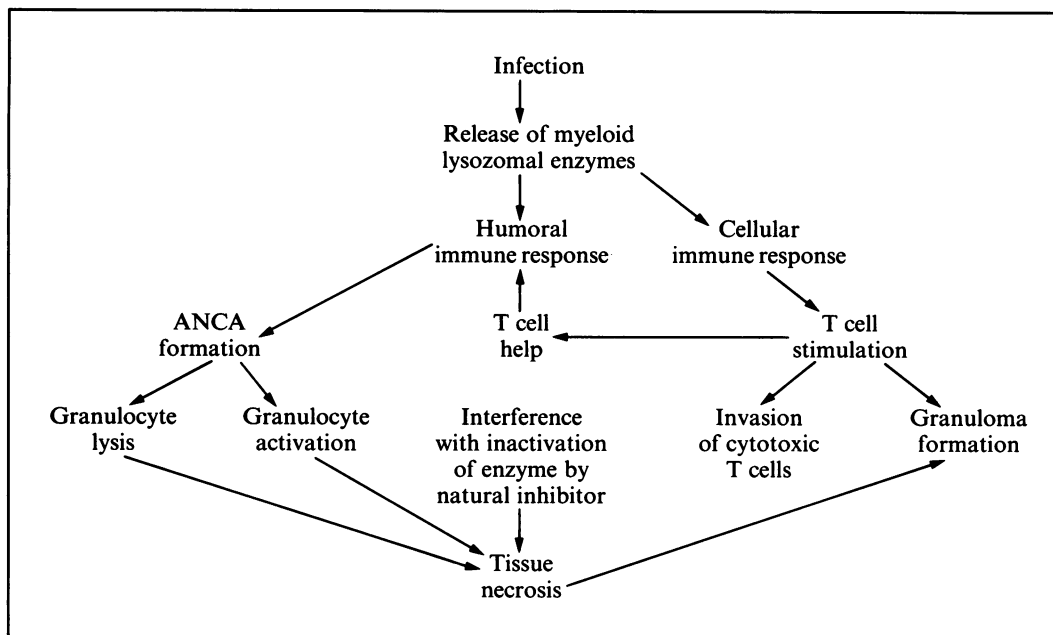 Infection
Release of myeloid
lysozomal enzymes
Humoral
immune response
Cellular
immune response
ANCA
formation
T cell
help
T cell
stimulation
Granulocyte
lysis
Granulocyte
activation
Interference
with inactivation
of enzyme by
natural inhibitor
Invasion
of cytotoxic
T cells
Granuloma
formation
Tissue
necrosis